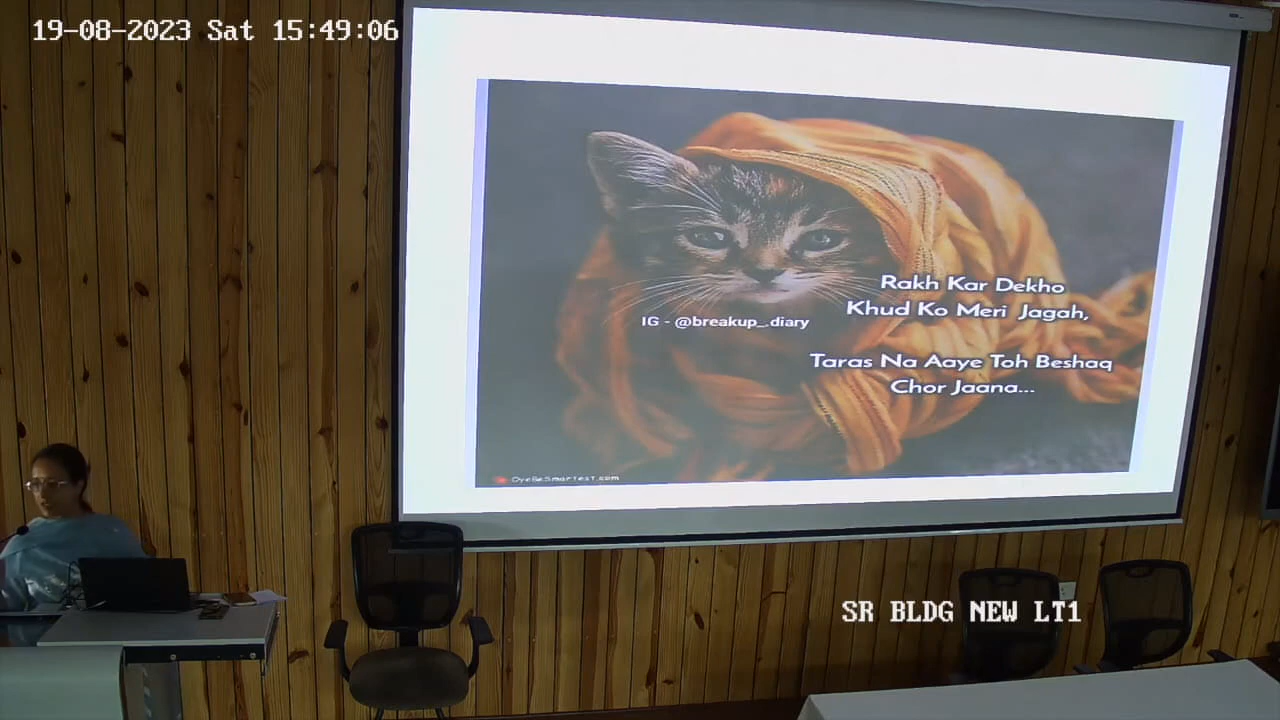 19-08-2023 Sat 15:49:06
Rakh Kar Dekho
Khud Ko Meri Jagah,
IG - @breakup_.diary
Taras Na Aaye Toh Beshaq
Chor Jaana...
OyeBeSmartest.com
SR BLDG NEW LT1